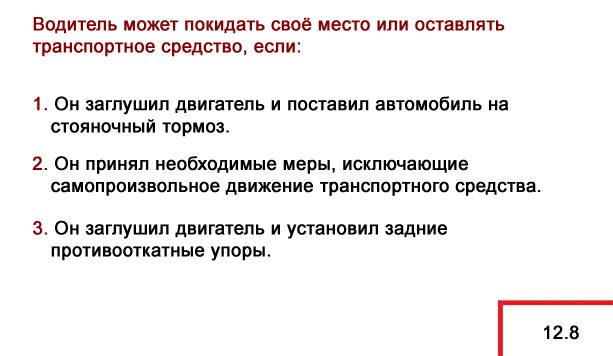 Водитель может покидать своё место или оставлять
транспортное средство, если:
1. Он заглушил двигатель и поставил автомобиль на
стояночный тормоз.
2. Он принял необходимые меры, исключающие
самопроизвольное движение транспортного средства.
3. Он заглушил двигатель и установил задние
противооткатные упоры.
12.8